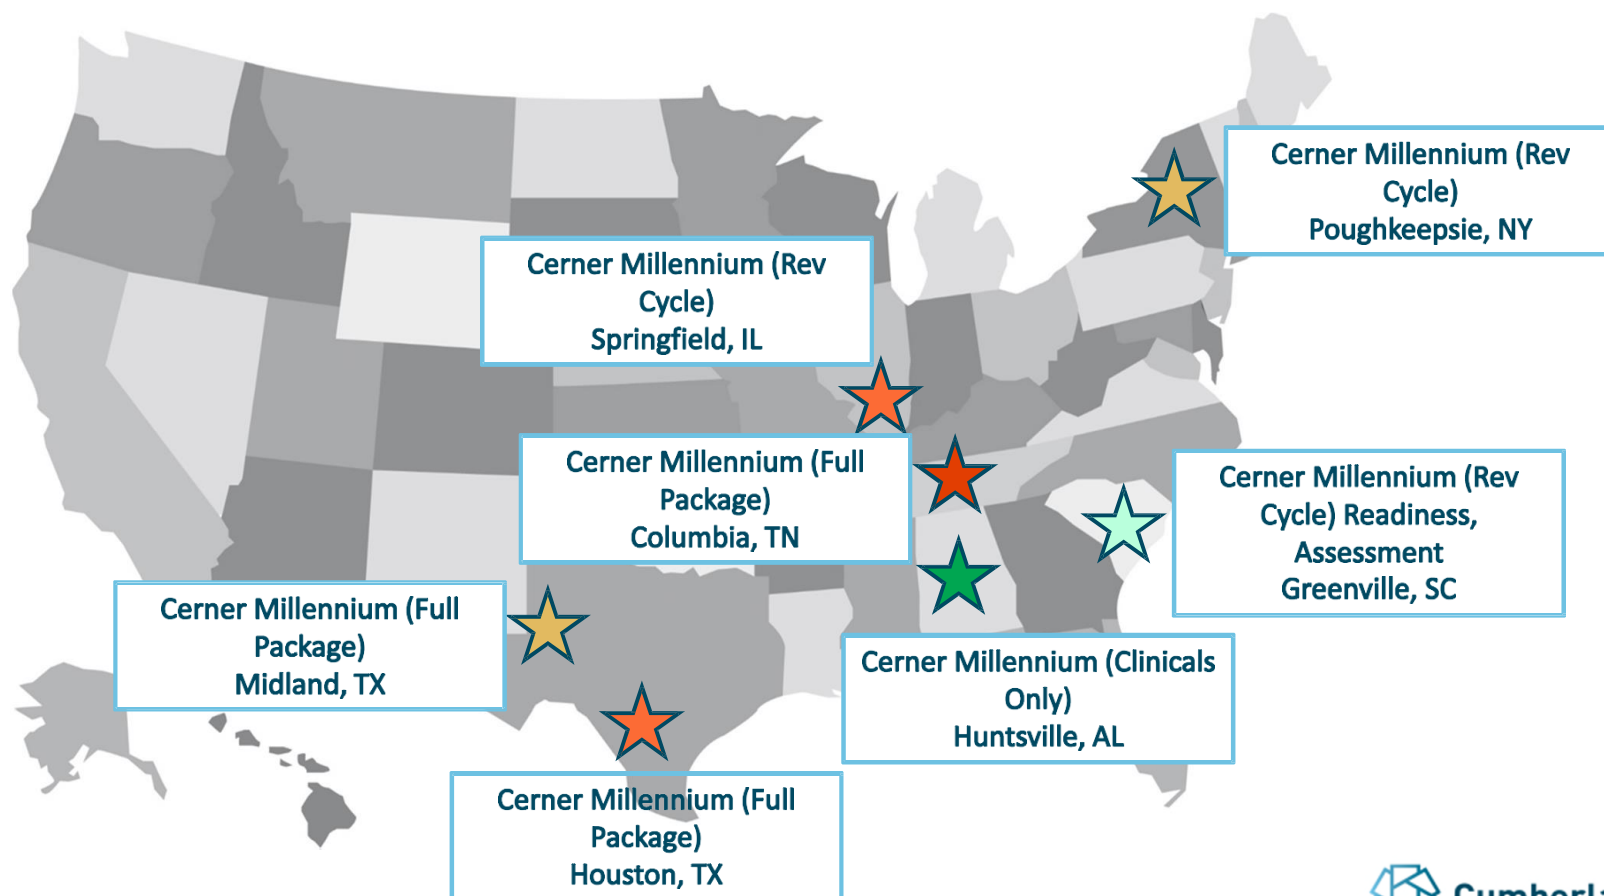 Cerner Millennium (Rev
Cycle)
Poughkeepsie, NY
Cerner Millennium (Rev
Cycle)
Springfield, IL
Cerner Millennium (Full
Package)
Columbia, TN
Cerner Millennium (Rev
Cycle) Readiness,
Assessment
Greenville, SC
Cerner Millennium (Full
Package)
Midland, TX
Cerner Millennium (Clinicals
Only)
Huntsville, AL
Cerner Millennium (Full
Package)
Houston, TX